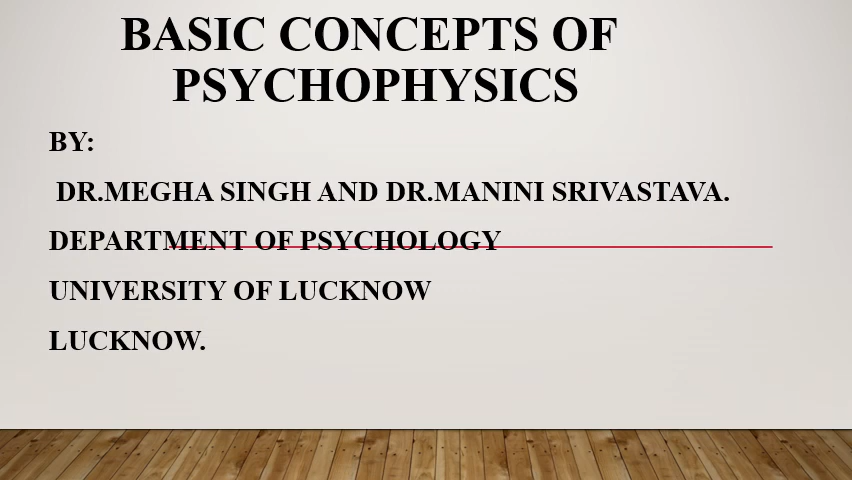 BASIC CONCEPTS OF
PSYCHOPHYSICS
BY:
DR.MEGHA SINGH AND DR.MANINI SRIVASTAVA.
DEPARTMENT OF PSYCHOLOGY
UNIVERSITY OF LUCKNOW
LUCKNOW.